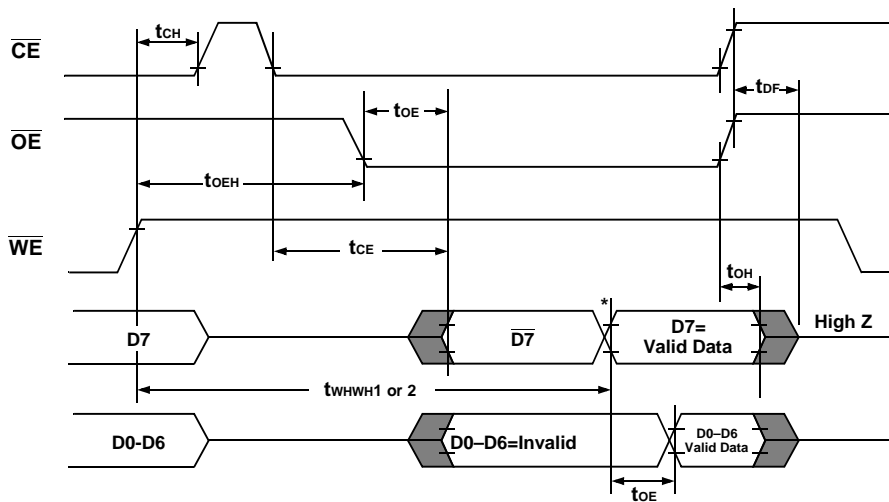 tCH
CE
tDF
tOE
OE
tOEH
tCE
WE
tOH
*
D7
D7
D7=
Valid Data
High Z
tWHWH1 or 2
D0-D6
D0–D6=Invalid
D0–D6
Valid Data
tOE